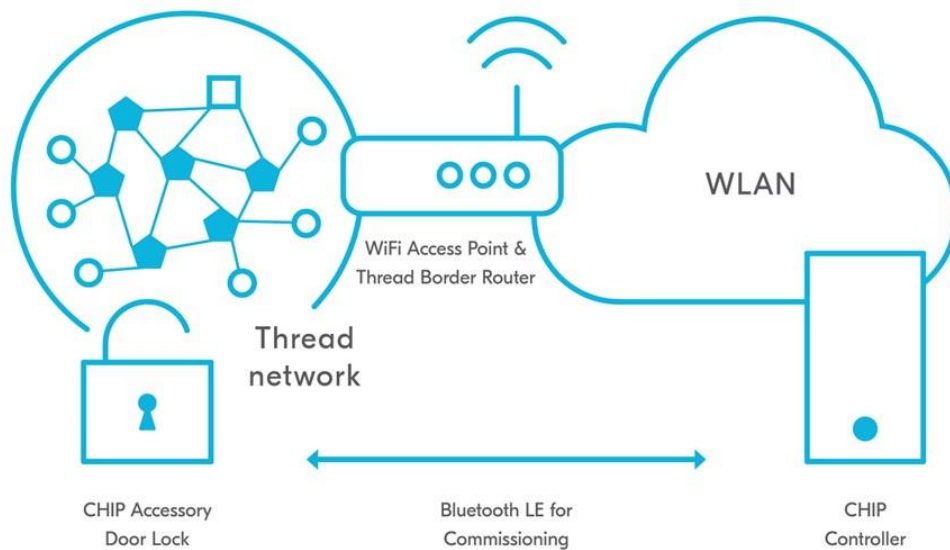 WLAN
WiFi Access Point &
Thread Border Router
Thread
network
CHIP Accessory
Door Lock
Bluetooth LE for
Commissioning
CHIP
Controller